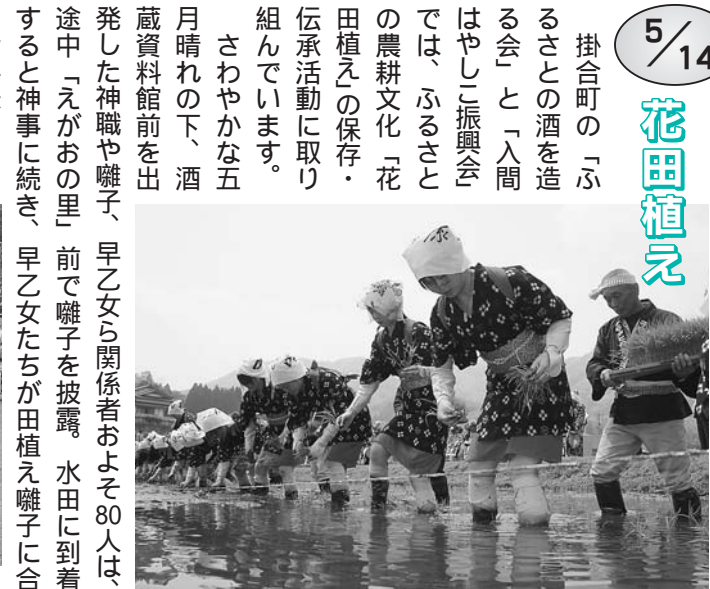 5/14
花田植え
掛合町の「ふ
るさとの酒を造
る会」と「入間
はやしこ振興会」
では、ふるさと
の農耕文化「花
田植え」の保存・
伝承活動に取り
組んでいます。
さわやかな五
月晴れの下、酒
蔵資料館前を出
発した神職や囃子、早乙女ら関係者およそ80人は、
途中「えがおの里」前で囃子を披露。水田に到着
すると神事に続き、早乙女たちが田植え囃子に合